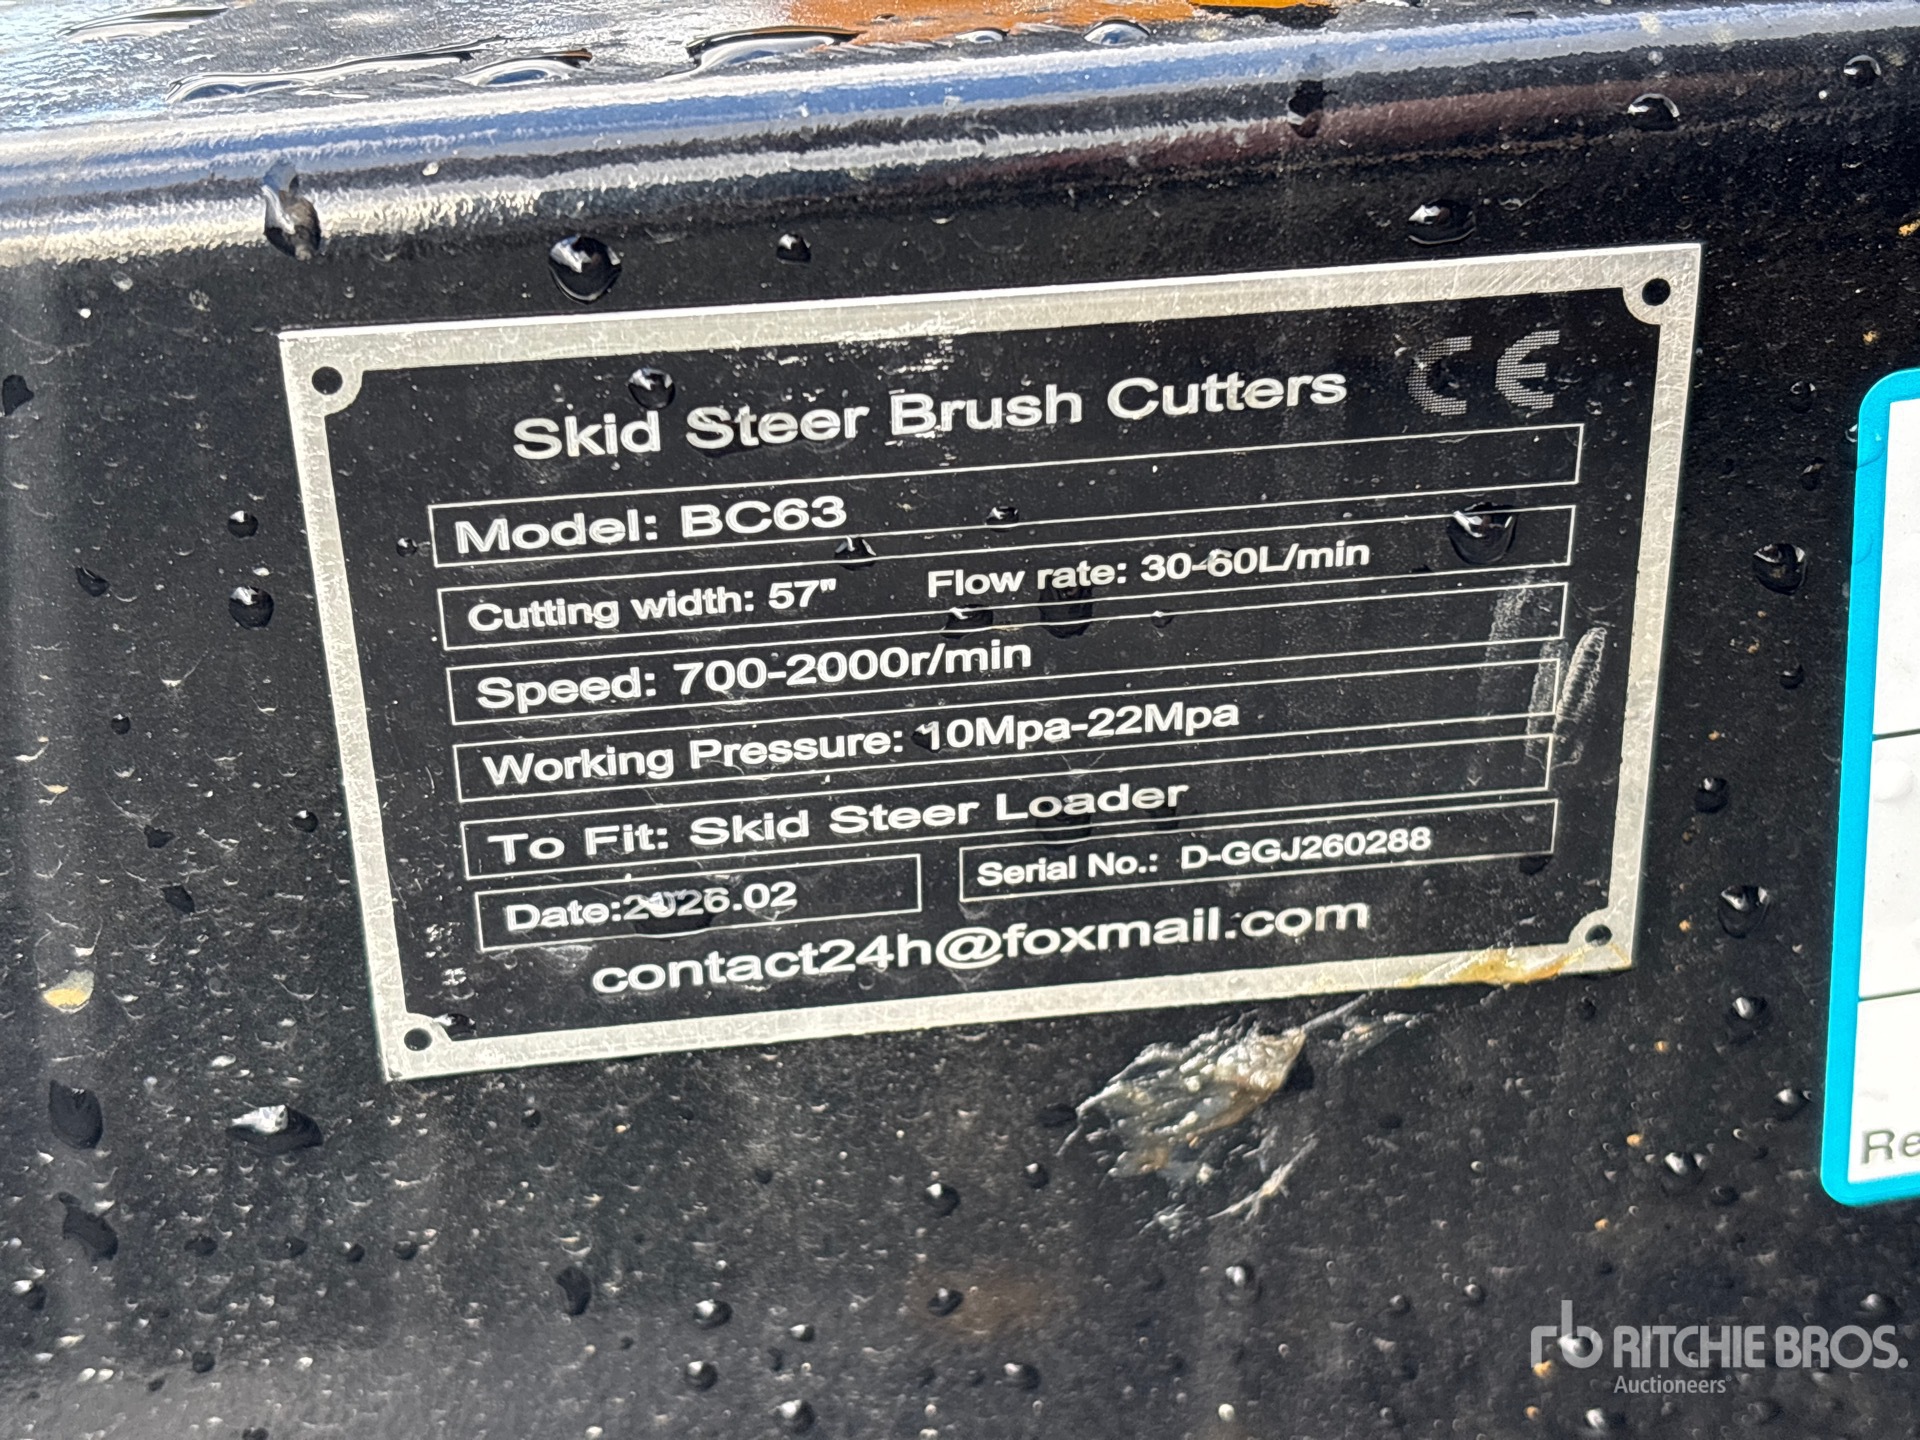 Skid Steer Brush Cutters CE
Model: BC63
Cutting width: 57" Flow rate: 30-60L/min
Speed: 700-2000r/min
Working Pressure: 10Mpa-22Mpa
To Fit: Skid Steer Loader
Date:2026.02 Serial No.: D-GGJ260288
contact24h@foxmail.com
Re
rb RITCHIE BROS.
Auctioneers